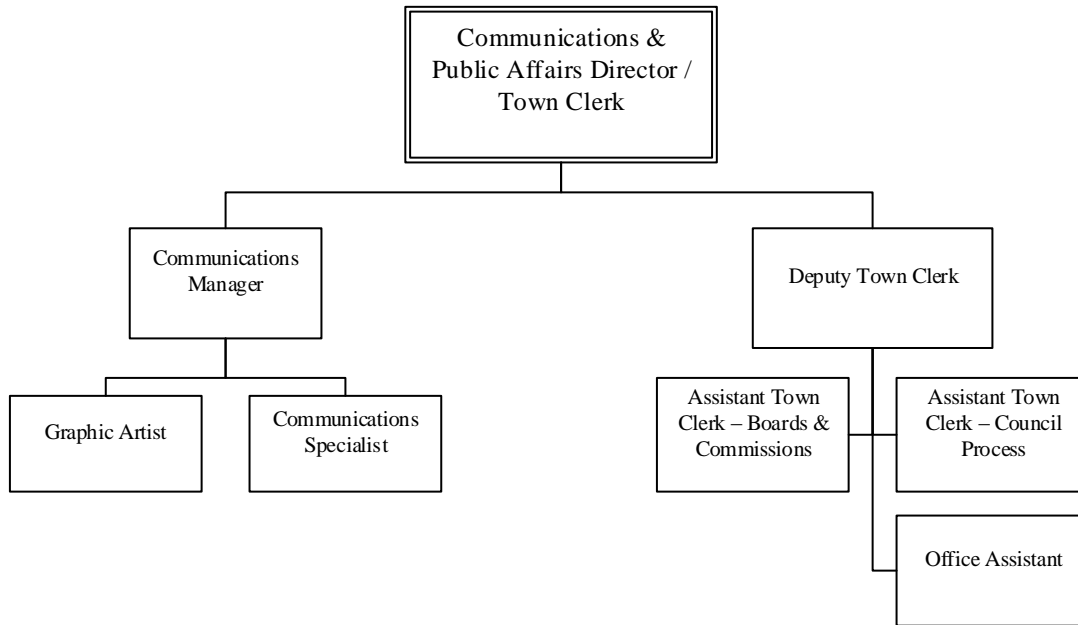 Communications &
Public Affairs Director /
Town Clerk
Communications
Manager
Deputy Town Clerk
Graphic Artist
Communications
Specialist
Assistant Town
Clerk – Boards &
Commissions
Assistant Town
Clerk – Council
Process
Office Assistant